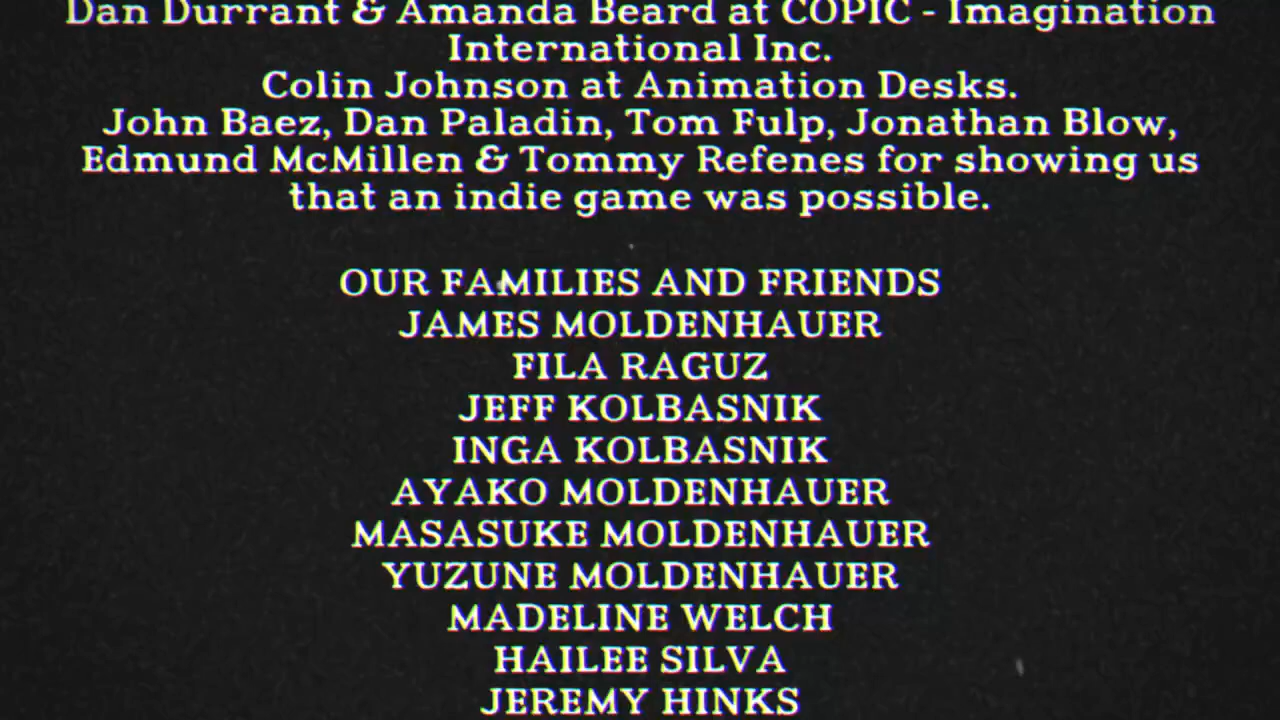 Dan Durrant & Amanda Beard at COPIC - Imagination
International Inc.
Colin Johnson at Animation Desks.
John Baez, Dan Paladin, Tom Fulp, Jonathan Blow,
Edmund McMillen & Tommy Refenes for showing us
that an indie game was possible.
OUR FAMILIES AND FRIENDS
JAMES MOLDENHAUER
FILA RAGUZ
JEFF KOLBASNIK
INGA KOLBASNIK
AYAKO MOLDENHAUER
MASASUKE MOLDENHAUER
YUZUNE MOLDENHAUER
MADELINE WELCH
HAILEE SILVA
JEREMY HINKS